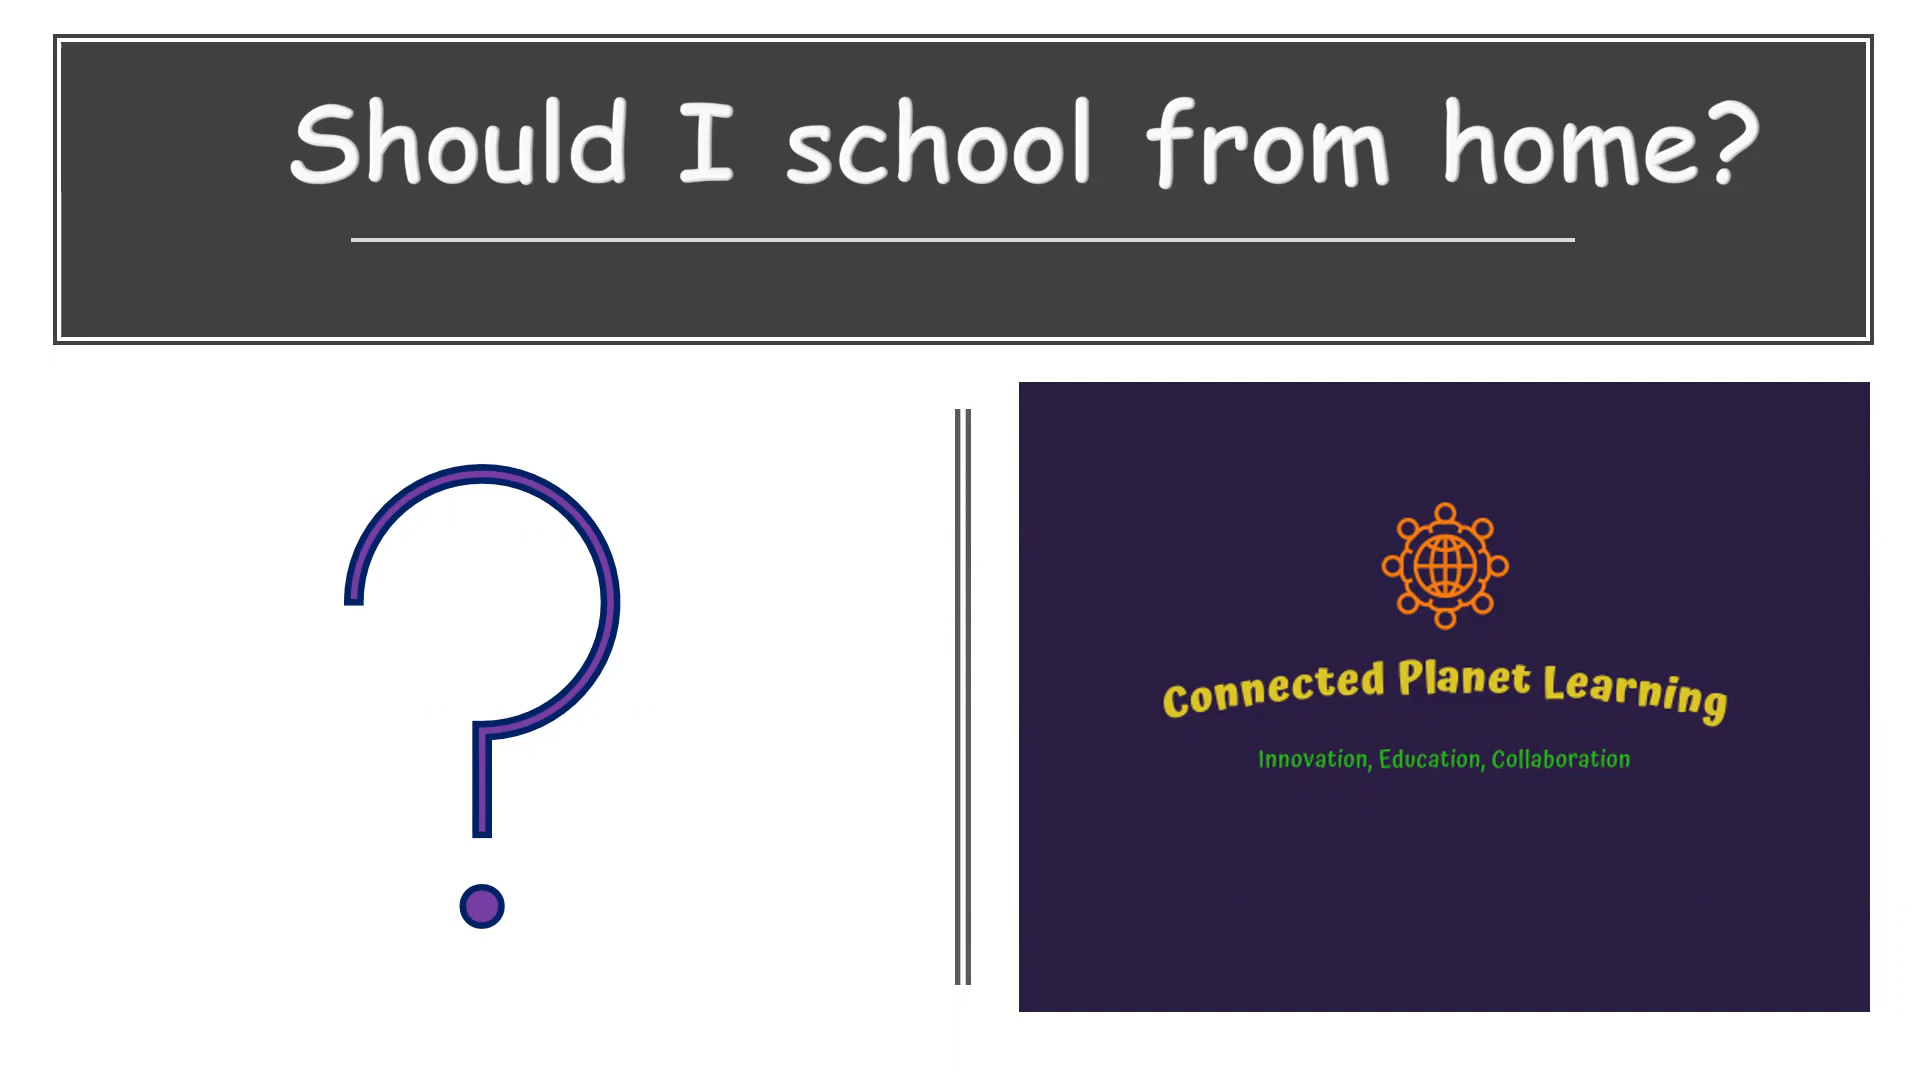 Should I school from home?
Connected Planet Learning
Innovation, Education, Collaboration